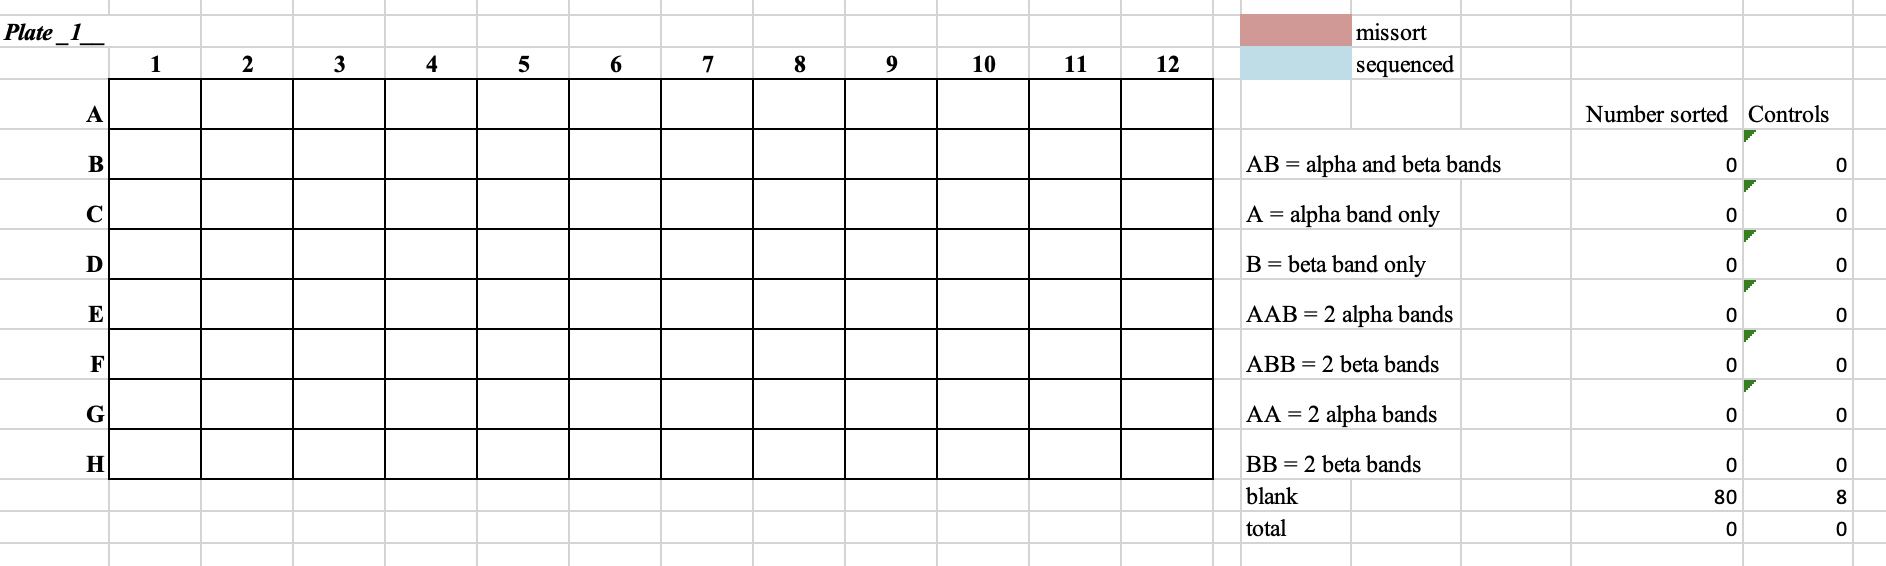 Plate _1__
missort
1 2 3 4 5 6 7 8 9 10 11 12
sequenced
A
Number sorted Controls
B
AB = alpha and beta bands 0 0
C
A = alpha band only 0 0
D
B = beta band only 0 0
E
AAB = 2 alpha bands 0 0
F
ABB = 2 beta bands 0 0
G
AA = 2 alpha bands 0 0
H
BB = 2 beta bands 0 0
blank 80 8
total 0 0